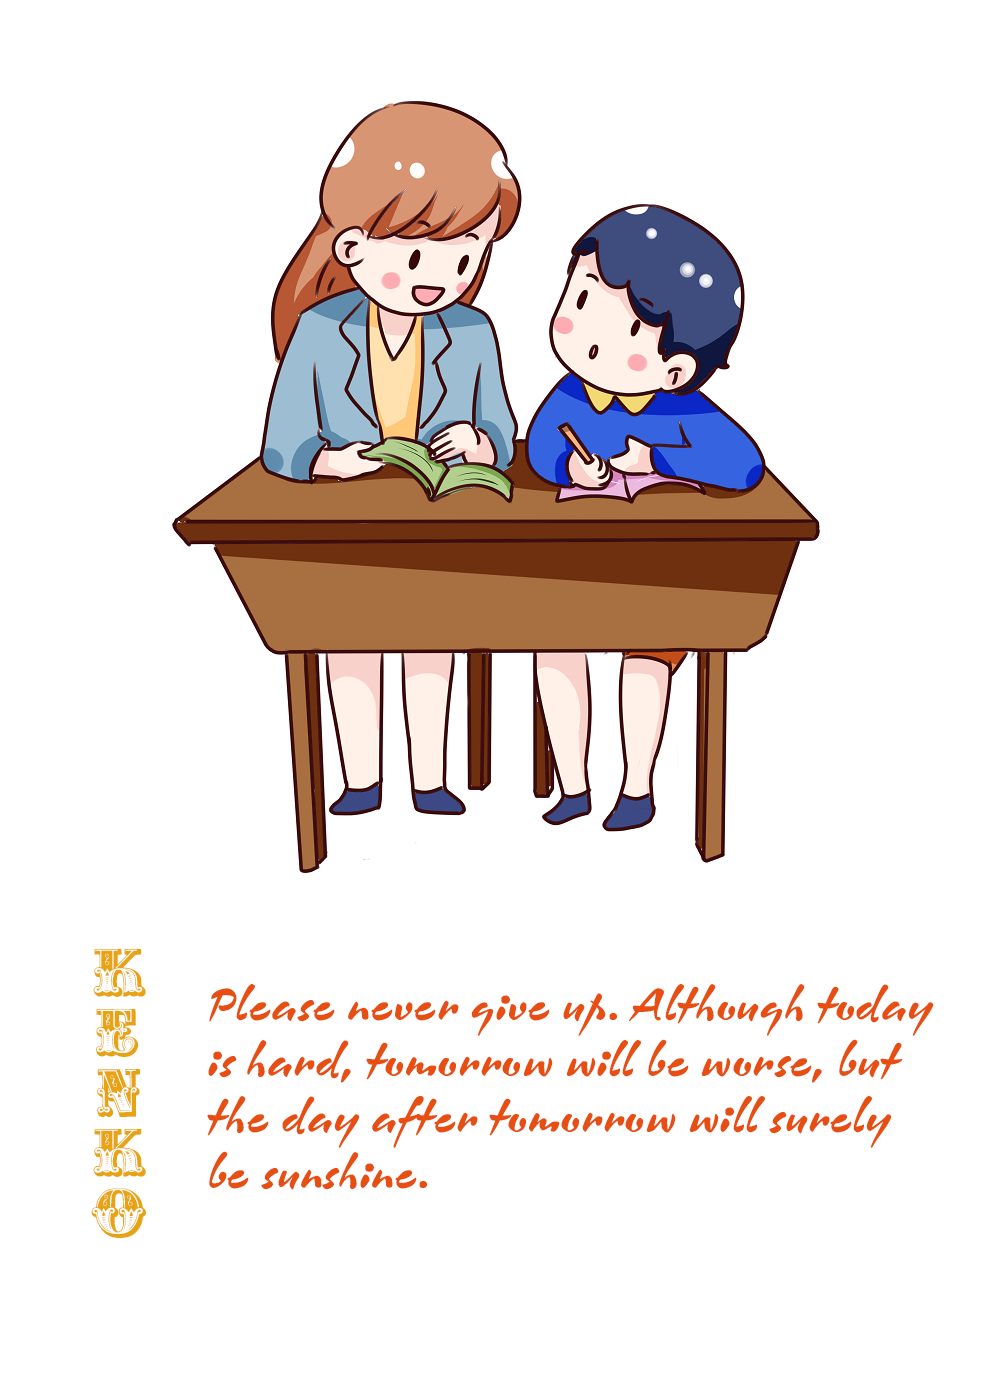 KENKO
Please never give up. Although today
is hard, tomorrow will be worse, but
the day after tomorrow will surely
be sunshine.